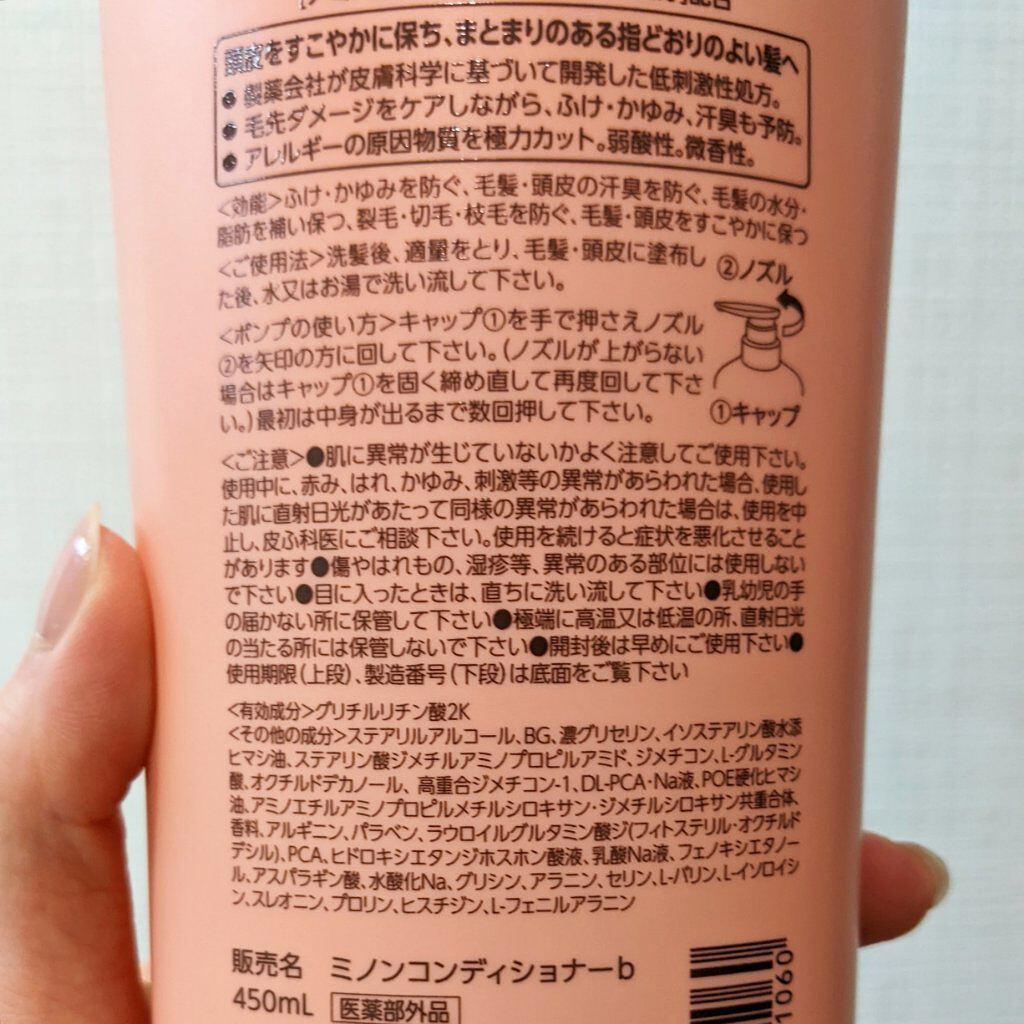 頭皮をすこやかに保ち、まとまりのある指どおりのよい髪へ
● 製薬会社が皮膚科学に基づいて開発した低刺激性処方。
● 毛先ダメージをケアしながら、ふけ・かゆみ、汗臭も予防。
● アレルギーの原因物質を極力カット。弱酸性。微香性。
<効能>ふけ・かゆみを防ぐ、毛髪・頭皮の汗臭を防ぐ、毛髪の水分・
脂肪を補い保つ、裂毛・切毛・枝毛を防ぐ、毛髪・頭皮をすこやかに保つ
<ご使用法>洗髪後、適量をとり、毛髪・頭皮に塗布し
た後、水又はお湯で洗い流して下さい。
②ノズル
<ポンプの使い方>キャップ①を手で押さえノズル
②を矢印の方に回して下さい。(ノズルが上がらない
場合はキャップ①を固く締め直して再度回して下さ
い。)最初は中身が出るまで数回押して下さい。
①キャップ
<ご注意>●肌に異常が生じていないかよく注意してご使用下さい。
使用中に、赤み、はれ、かゆみ、刺激等の異常があらわれた場合、使用し
た肌に直射日光があたって同様の異常があらわれた場合は、使用を中
止し、皮ふ科医にご相談下さい。使用を続けると症状を悪化させること
があります●傷やはれもの、湿疹等、異常のある部位には使用しない
で下さい●目に入ったときは、直ちに洗い流して下さい●乳幼児の手
の届かない所に保管して下さい●極端に高温又は低温の所、直射日光
の当たる所には保管しないで下さい●開封後は早めにご使用下さい●
使用期限(上段)、製造番号(下段)は底面をご覧下さい
<有効成分>グリチルリチン酸2K
<その他の成分>ステアリルアルコール、BG、濃グリセリン、イソステアリン酸水添
ヒマシ油、ステアリン酸ジメチルアミノプロピルアミド、ジメチコン、L-グルタミン
酸、オクチルドデカノール、高重合ジメチコン-1、DL-PCA・Na液、POE硬化ヒマシ
油、アミノエチルアミノプロピルメチルシロキサン・ジメチルシロキサン共重合体、
香料、アルギニン、パラベン、ラウロイルグルタミン酸ジ(フィトステリル・オクチルド
デシル)、PCA、ヒドロキシエタンジホスホン酸液、乳酸Na液、フェノキシエタノー
ル、アスパラギン酸、水酸化Na、グリシン、アラニン、セリン、L-バリン、L-イソロイシ
ン、スレオニン、プロリン、ヒスチジン、L-フェニルアラニン
販売名 ミノンコンディショナーb
450mL 医薬部外品